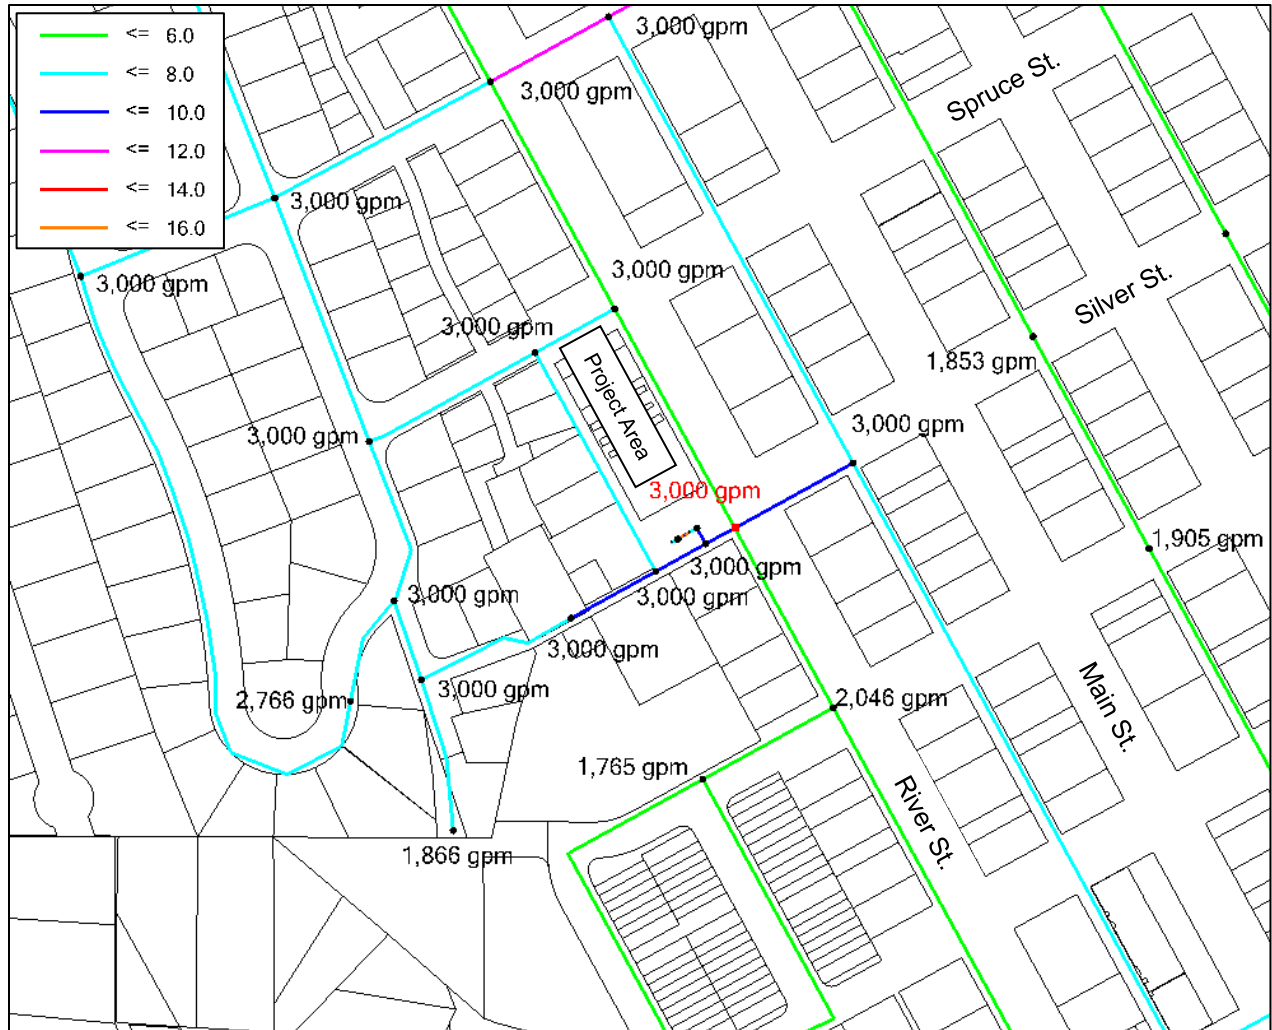 <= 6.0
<= 8.0
<= 10.0
<= 12.0
<= 14.0
<= 16.0
3,000 gpm
3,000 gpm
Spruce St.
3,000 gpm
3,000 gpm
3,000 gpm
Silver St.
3,000 gpm
1,853 gpm
Project Area
3,000 gpm
3,000 gpm
3,000 gpm
1,905 gpm
3,000 gpm
3,000 gpm
3,000 gpm
3,000 gpm
3,000 gpm
2,766 gpm
2,046 gpm
Main St.
1,765 gpm
River St.
1,866 gpm